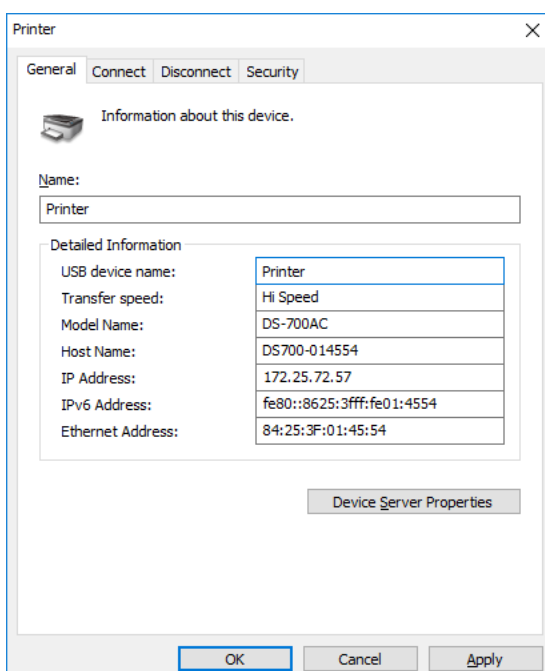 Printer
General Connect Disconnect Security
Information about this device.
Name:
Printer
Detailed Information
USB device name: Printer
Transfer speed: Hi Speed
Model Name: DS-700AC
Host Name: DS700-014554
IP Address: 172.25.72.57
IPv6 Address: fe80::8625:3fff:fe01:4554
Ethernet Address: 84:25:3F:01:45:54
Device Server Properties
OK Cancel Apply